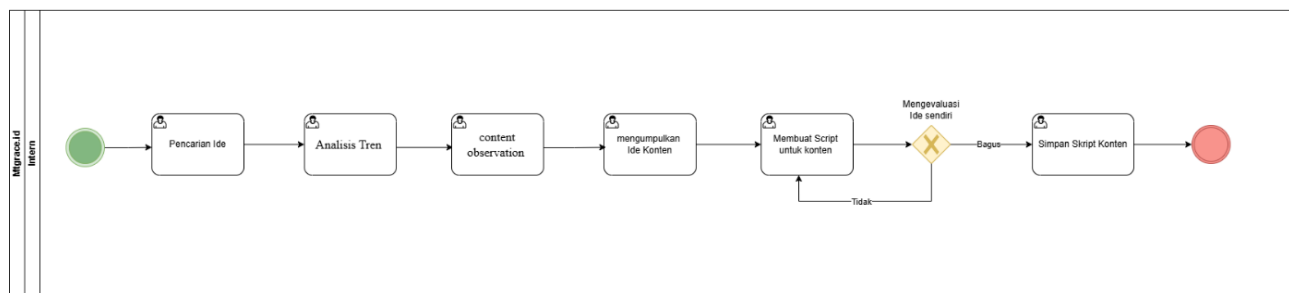 Mfgrace.id
Intern
Pencarian Ide
Analisis Tren
content
observation
mengumpulkan
Ide Konten
Membuat Script
untuk konten
Mengevaluasi
Ide sendiri
Bagus
Tidak
Simpan Skript Konten